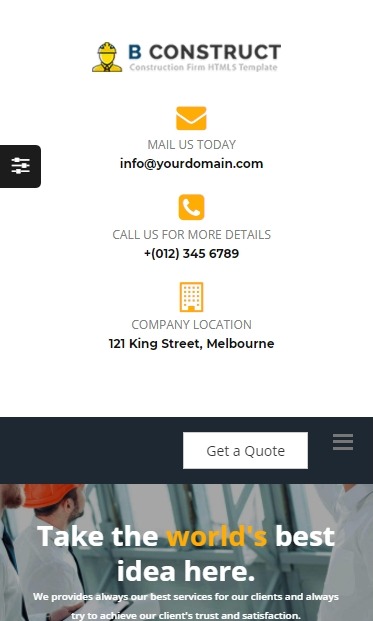 B CONSTRUCT
Construction Firm HTML5 Template
MAIL US TODAY
info@yourdomain.com
CALL US FOR MORE DETAILS
+(012) 345 6789
COMPANY LOCATION
121 King Street, Melbourne
Get a Quote
Take the world's best
idea here.
We provides always our best services for our clients and always
try to achieve our client's trust and satisfaction.